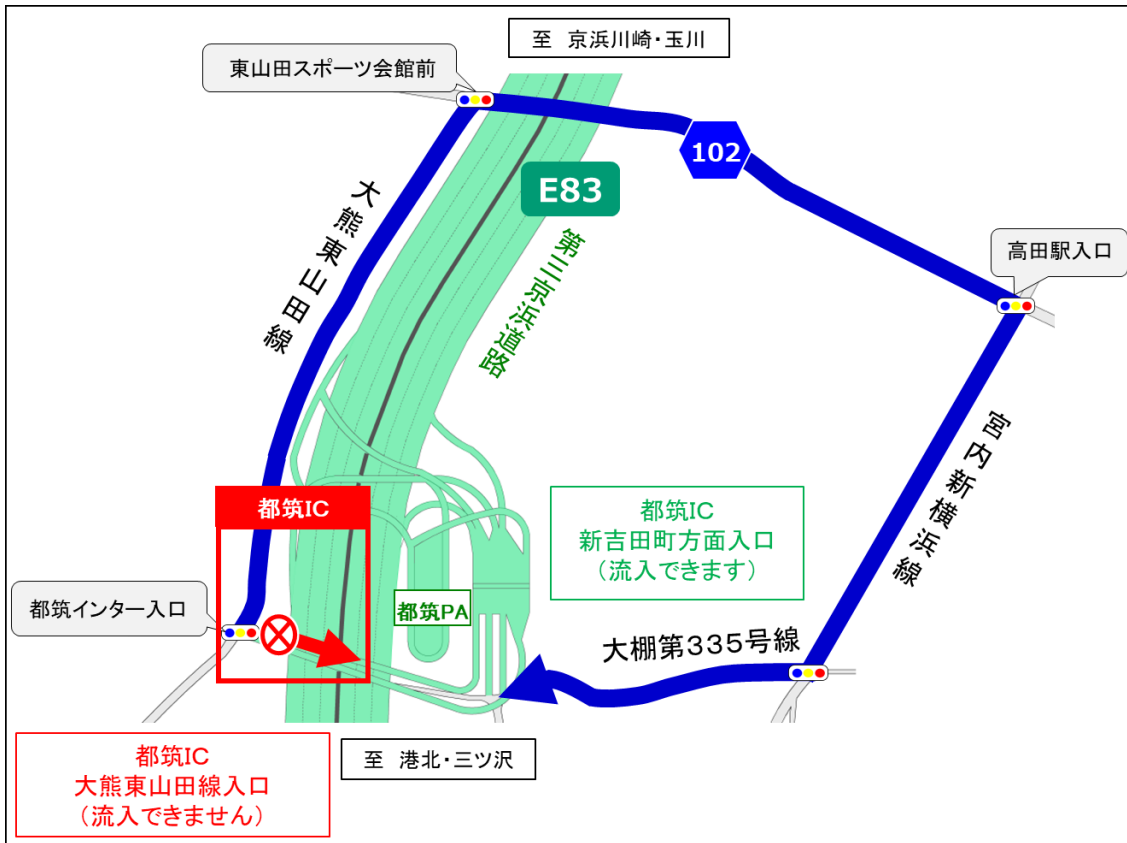 至 京浜川崎・玉川
東山田スポーツ会館前
102
E83
大熊東山田線
第三京浜道路
高田駅入口
宮内新横浜線
都筑IC
都筑IC
新吉田町方面入口
(流入できます)
都筑インター入口
都筑PA
大棚第335号線
都筑IC
大熊東山田線入口
(流入できません)
至 港北・三ツ沢